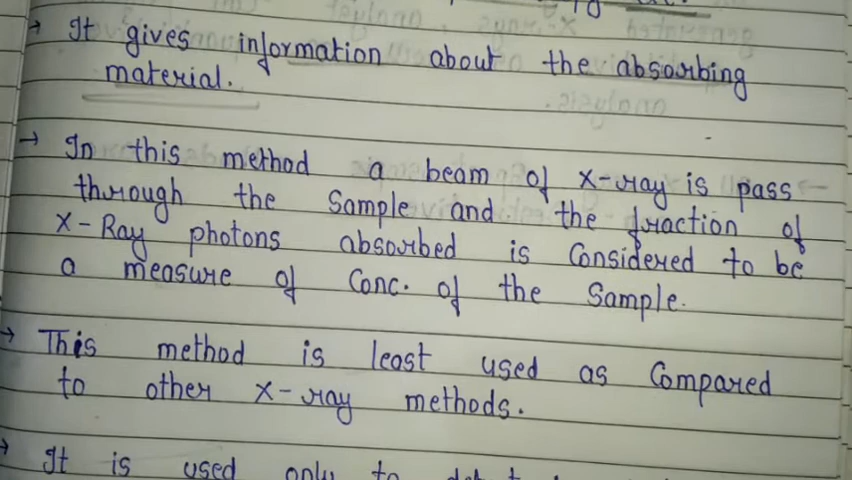 → It gives information about the absorbing
material.
→ In this method a beam of x-ray is pass
through the Sample and the fraction of
X-Ray photons absorbed is Considered to be
a measure of Conc. of the Sample.
→ This method is least used as Compared
to other x-ray methods.
→ It is used only to